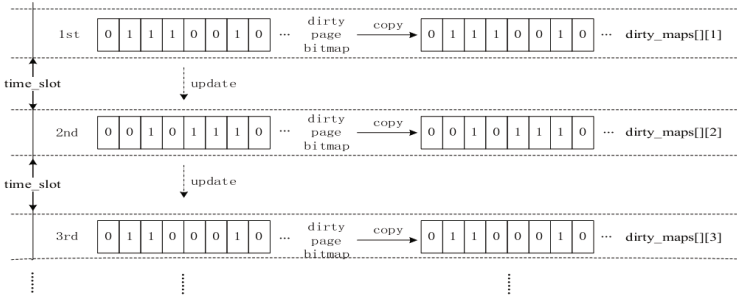 1st 0 1 1 1 0 0 1 0 ... dirty page bitmap copy 0 1 1 1 0 0 1 0 ... dirty_maps[][1]
time_slot update
2nd 0 0 1 0 1 1 1 0 ... dirty page bitmap copy 0 0 1 0 1 1 1 0 ... dirty_maps[][2]
time_slot update
3rd 0 1 1 0 0 0 1 0 ... dirty page bitmap copy 0 1 1 0 0 0 1 0 ... dirty_maps[][3]